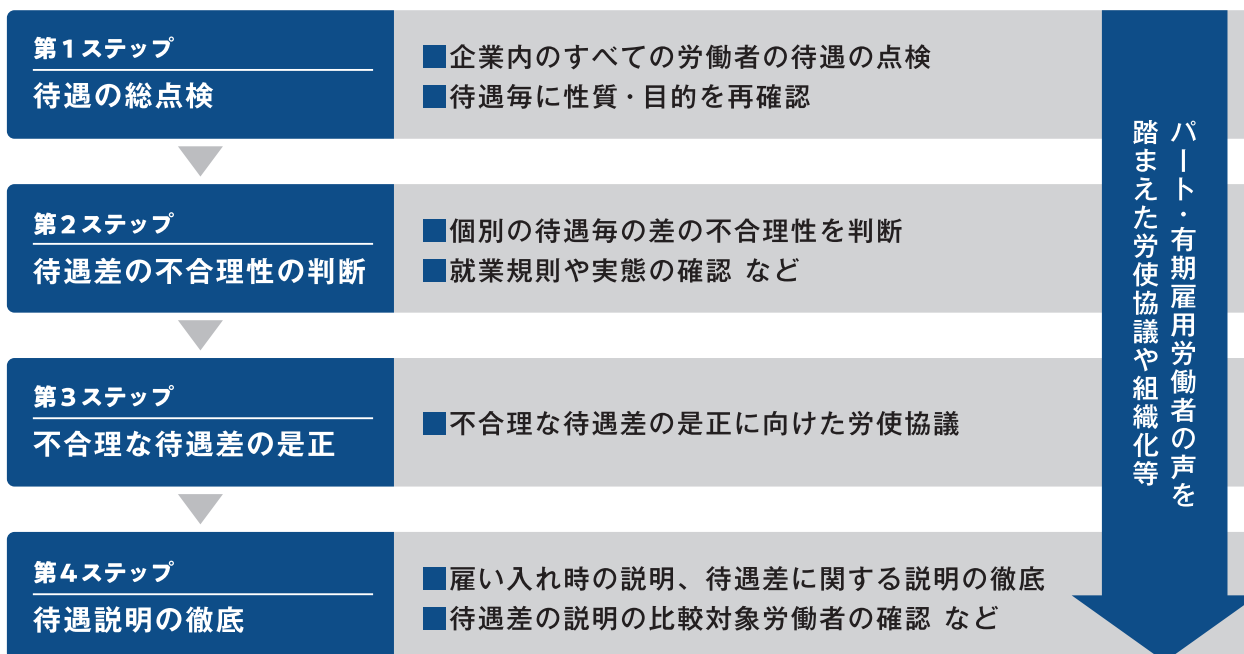 第1ステップ
待遇の総点検
■企業内のすべての労働者の待遇の点検
■待遇毎に性質・目的を再確認
第2ステップ
待遇差の不合理性の判断
■個別の待遇毎の差の不合理性を判断
■就業規則や実態の確認 など
第3ステップ
不合理な待遇差の是正
■不合理な待遇差の是正に向けた労使協議
第4ステップ
待遇説明の徹底
■雇い入れ時の説明、待遇差に関する説明の徹底
■待遇差の説明の比較対象労働者の確認 など
パート・有期雇用労働者の声を
踏まえた労使協議や組織化等